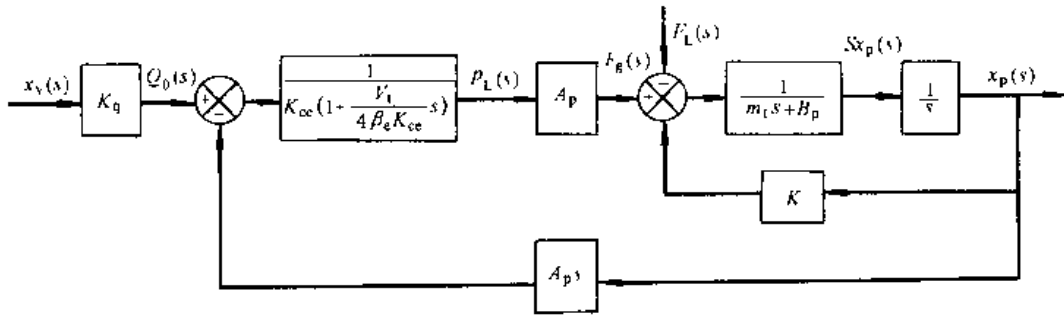 x_v(s)
K_q
Q_0(s)
+
−
1
K_ce(1+ V_t s)
4β_e K_ce
p_L(s)
A_p
F_g(s)
F_L(s)
−
+
−
1
m_t s+B_p
Sx_p(s)
1
s
x_p(s)
K
A_p s